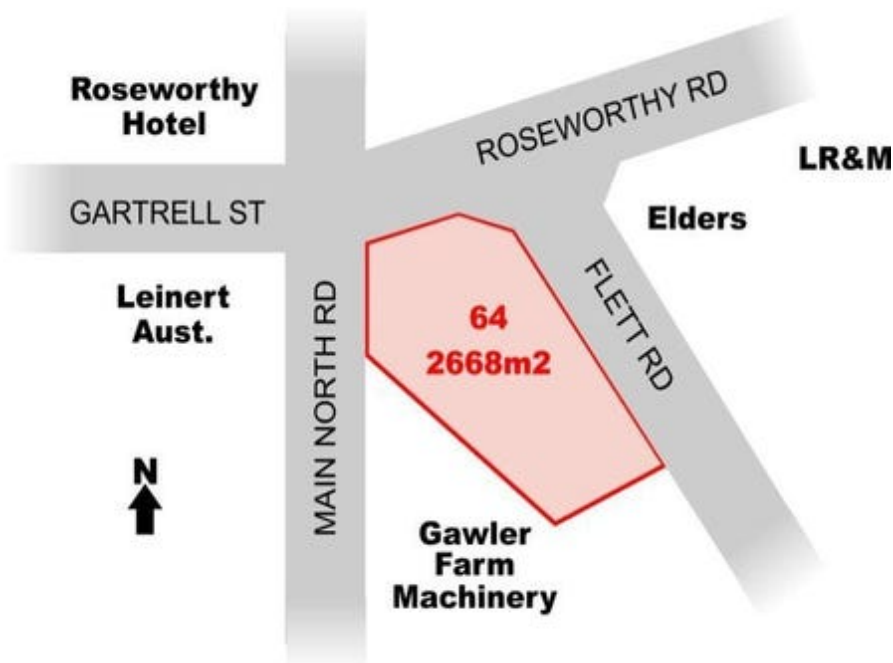 Roseworthy
Hotel
ROSEWORTHY RD
LR&M
GARTRELL ST
Elders
Leinert
Aust.
MAIN NORTH RD
64
2668m2
FLETT RD
N
Gawler
Farm
Machinery